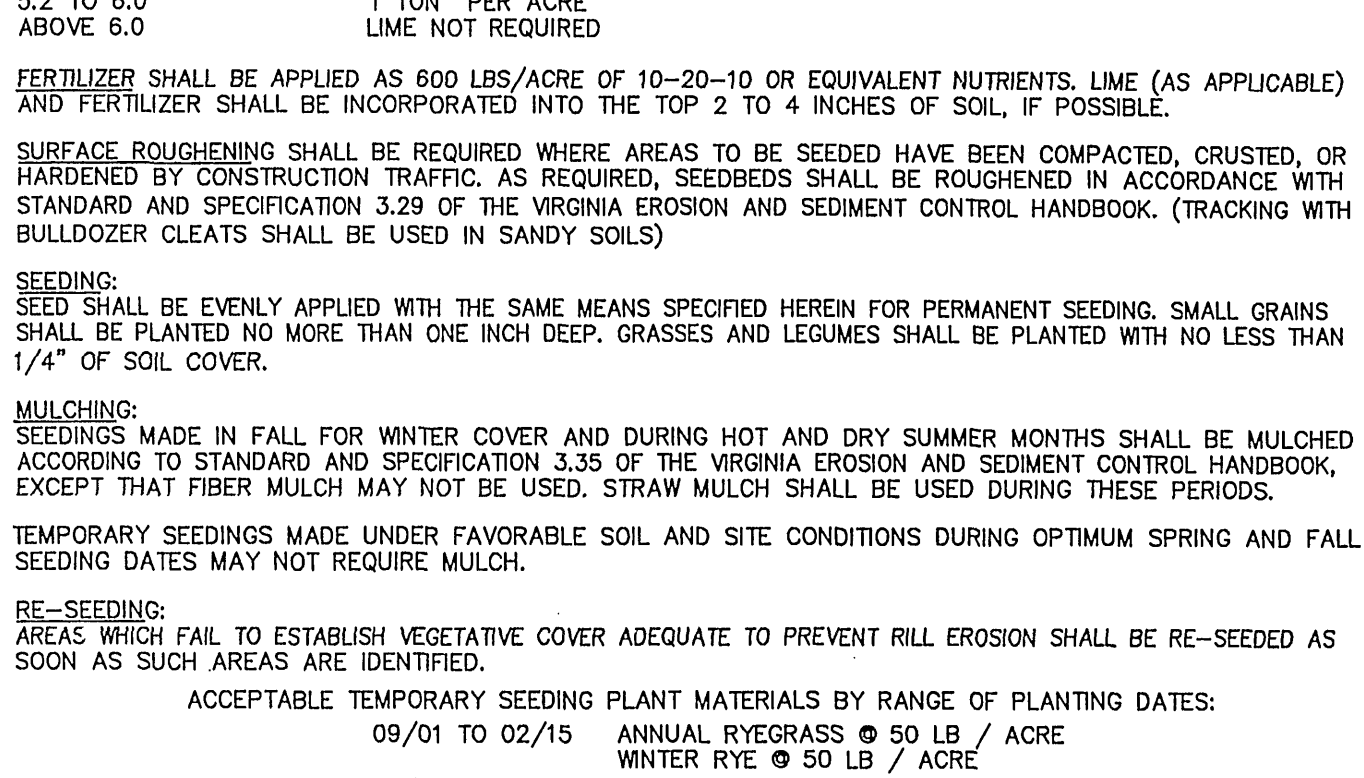 5.2 TO 6.0 1 TON PER ACRE
ABOVE 6.0 LIME NOT REQUIRED
FERTILIZER SHALL BE APPLIED AS 600 LBS/ACRE OF 10-20-10 OR EQUIVALENT NUTRIENTS. LIME (AS APPLICABLE)
AND FERTILIZER SHALL BE INCORPORATED INTO THE TOP 2 TO 4 INCHES OF SOIL, IF POSSIBLE.
SURFACE ROUGHENING SHALL BE REQUIRED WHERE AREAS TO BE SEEDED HAVE BEEN COMPACTED, CRUSTED, OR
HARDENED BY CONSTRUCTION TRAFFIC. AS REQUIRED, SEEDBEDS SHALL BE ROUGHENED IN ACCORDANCE WITH
STANDARD AND SPECIFICATION 3.29 OF THE VIRGINIA EROSION AND SEDIMENT CONTROL HANDBOOK. (TRACKING WITH
BULLDOZER CLEATS SHALL BE USED IN SANDY SOILS)
SEEDING:
SEED SHALL BE EVENLY APPLIED WITH THE SAME MEANS SPECIFIED HEREIN FOR PERMANENT SEEDING. SMALL GRAINS
SHALL BE PLANTED NO MORE THAN ONE INCH DEEP. GRASSES AND LEGUMES SHALL BE PLANTED WITH NO LESS THAN
1/4" OF SOIL COVER.
MULCHING:
SEEDINGS MADE IN FALL FOR WINTER COVER AND DURING HOT AND DRY SUMMER MONTHS SHALL BE MULCHED
ACCORDING TO STANDARD AND SPECIFICATION 3.35 OF THE VIRGINIA EROSION AND SEDIMENT CONTROL HANDBOOK,
EXCEPT THAT FIBER MULCH MAY NOT BE USED. STRAW MULCH SHALL BE USED DURING THESE PERIODS.
TEMPORARY SEEDINGS MADE UNDER FAVORABLE SOIL AND SITE CONDITIONS DURING OPTIMUM SPRING AND FALL
SEEDING DATES MAY NOT REQUIRE MULCH.
RE-SEEDING:
AREAS WHICH FAIL TO ESTABLISH VEGETATIVE COVER ADEQUATE TO PREVENT RILL EROSION SHALL BE RE-SEEDED AS
SOON AS SUCH AREAS ARE IDENTIFIED.
ACCEPTABLE TEMPORARY SEEDING PLANT MATERIALS BY RANGE OF PLANTING DATES:
09/01 TO 02/15 ANNUAL RYEGRASS @ 50 LB / ACRE
WINTER RYE @ 50 LB / ACRE